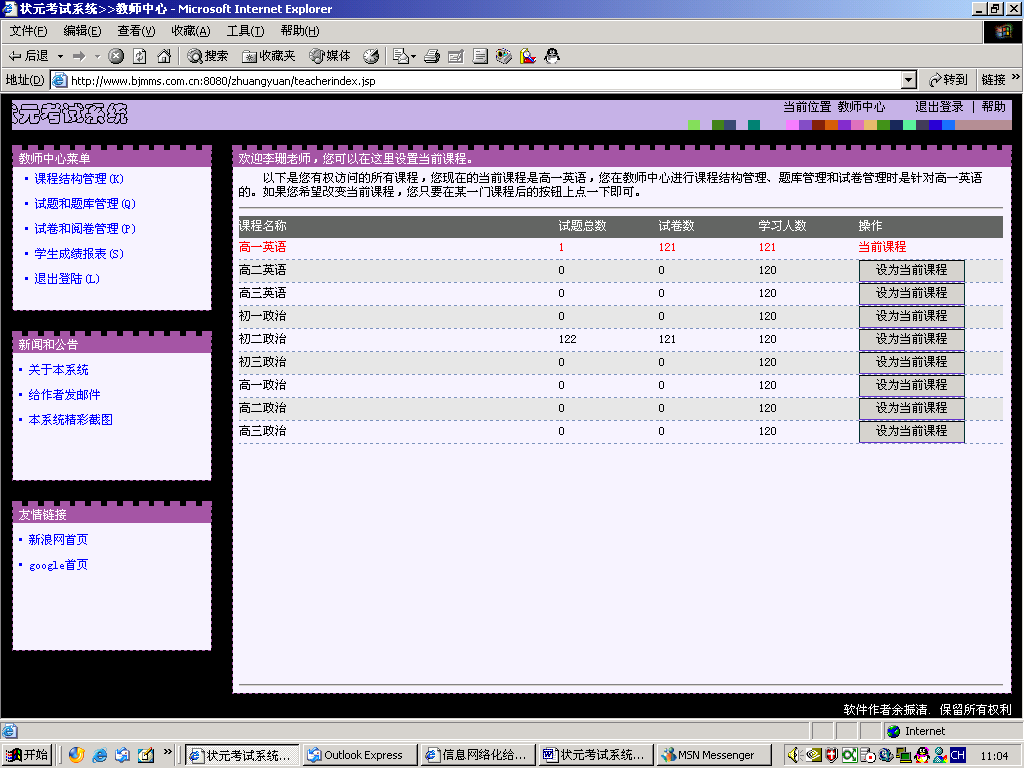 状元考试系统>>教师中心 - Microsoft Internet Explorer
文件(F) 编辑(E) 查看(V) 收藏(A) 工具(T) 帮助(H)
后退 搜索 收藏夹 媒体
地址(D) http://www.bjmms.com.cn:8080/zhuangyuan/teacherindex.jsp 转到 链接 »
状元考试系统
当前位置 教师中心 退出登录 | 帮助
教师中心菜单
课程结构管理(K)
试题和题库管理(Q)
试卷和阅卷管理(P)
学生成绩报表(S)
退出登陆(L)
新闻和公告
关于本系统
给作者发邮件
本系统精彩截图
友情链接
新浪网首页
google首页
欢迎李珊老师，您可以在这里设置当前课程。
以下是您有权访问的所有课程，您现在的当前课程是高一英语，您在教师中心进行课程结构管理、题库管理和试卷管理时是针对高一英语
的。如果您希望改变当前课程，您只要在某一门课程后的按钮上点一下即可。
课程名称 试题总数 试卷数 学习人数 操作
高一英语 1 121 121 当前课程
高二英语 0 0 120 设为当前课程
高三英语 0 0 120 设为当前课程
初一政治 0 0 120 设为当前课程
初二政治 122 121 120 设为当前课程
初三政治 0 0 120 设为当前课程
高一政治 0 0 120 设为当前课程
高二政治 0 0 120 设为当前课程
高三政治 0 0 120 设为当前课程
软件作者余振清. 保留所有权利
Internet
开始 » 状元考试系统... Outlook Express 信息网络化给... 状元考试系统... MSN Messenger CH 11:04